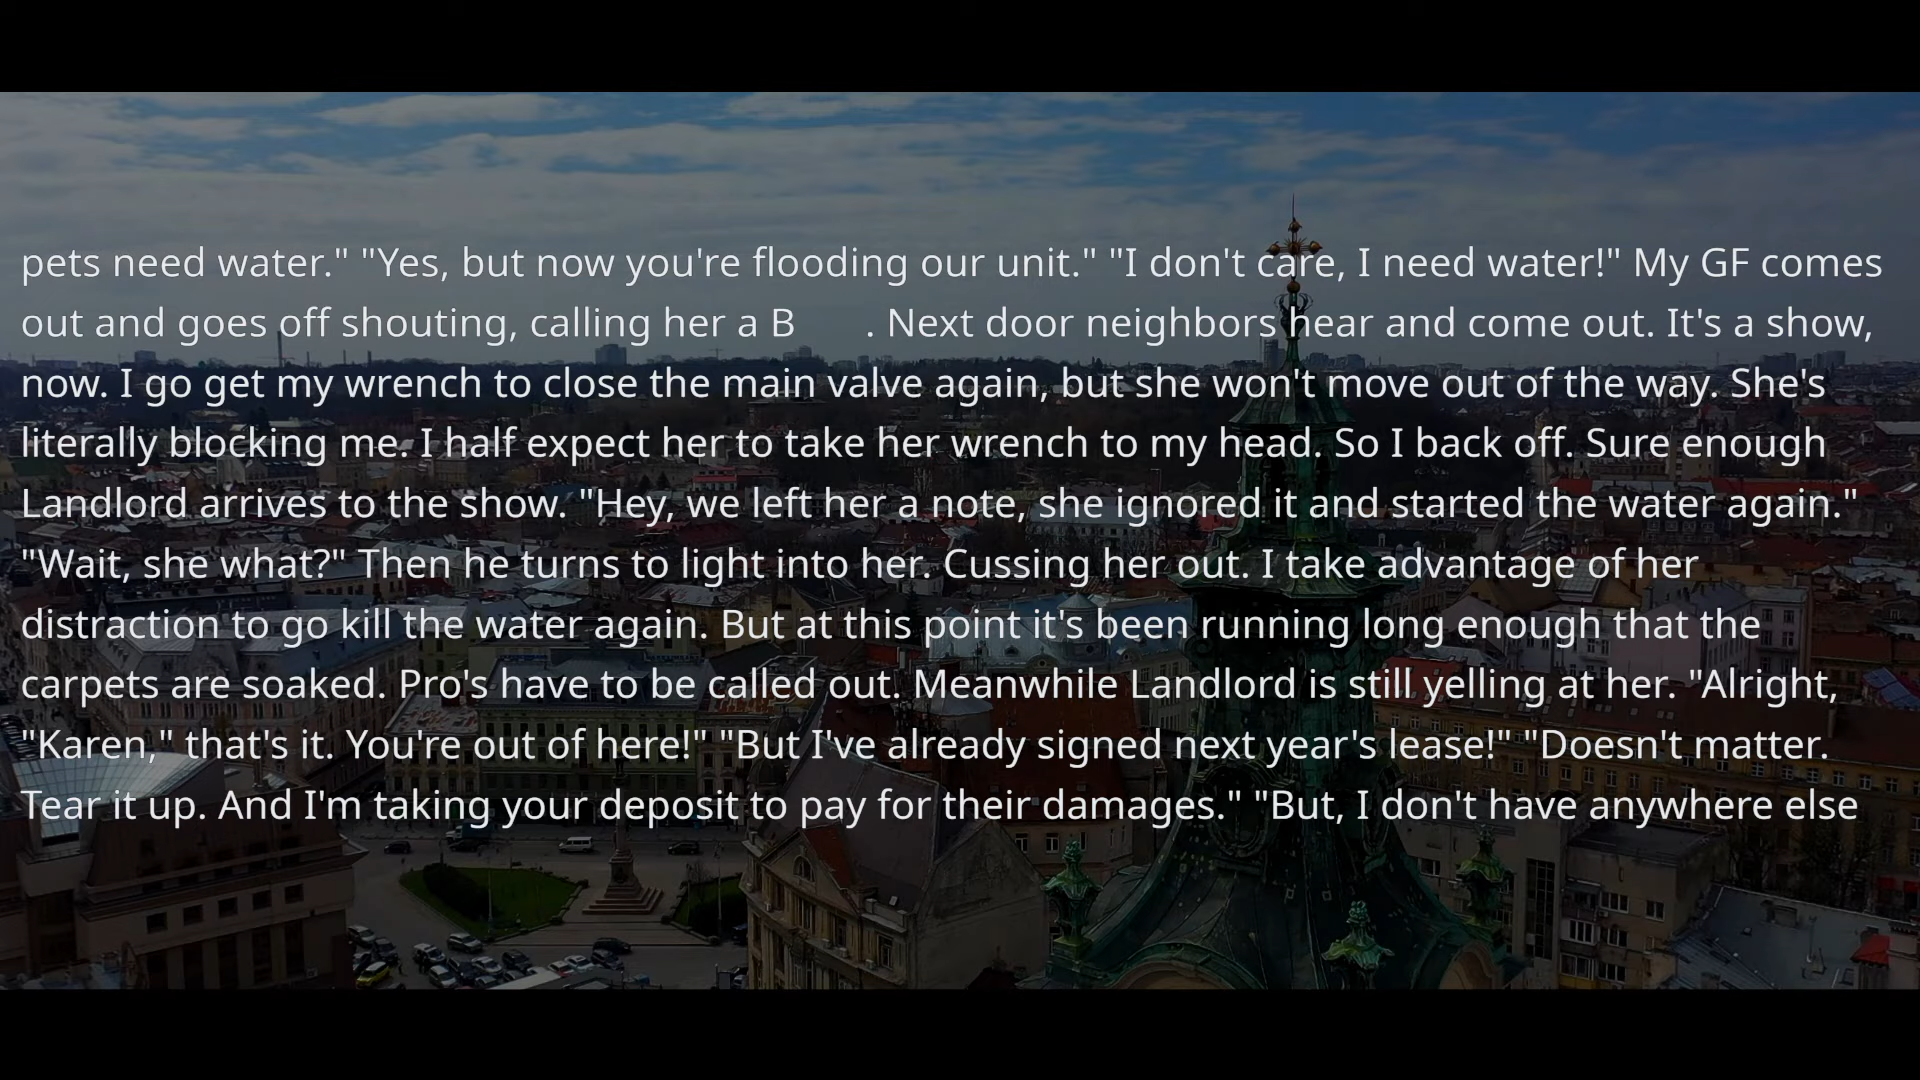 pets need water." "Yes, but now you're flooding our unit." "I don't care, I need water!" My GF comes
out and goes off shouting, calling her a B . Next door neighbors hear and come out. It's a show,
now. I go get my wrench to close the main valve again, but she won't move out of the way. She's
literally blocking me. I half expect her to take her wrench to my head. So I back off. Sure enough
Landlord arrives to the show. "Hey, we left her a note, she ignored it and started the water again."
"Wait, she what?" Then he turns to light into her. Cussing her out. I take advantage of her
distraction to go kill the water again. But at this point it's been running long enough that the
carpets are soaked. Pro's have to be called out. Meanwhile Landlord is still yelling at her. "Alright,
"Karen," that's it. You're out of here!" "But I've already signed next year's lease!" "Doesn't matter.
Tear it up. And I'm taking your deposit to pay for their damages." "But, I don't have anywhere else